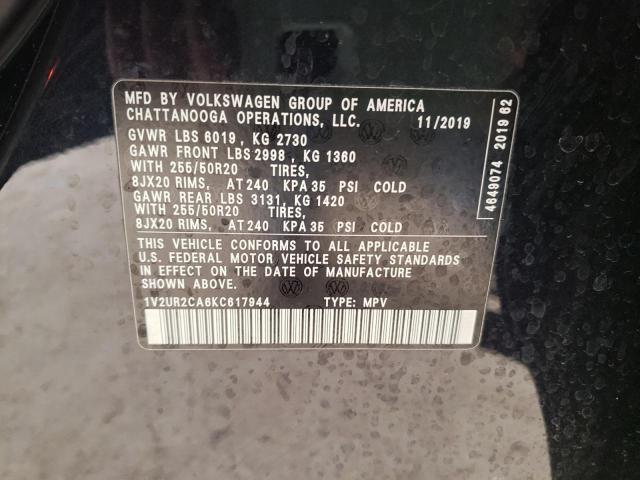 MFD BY VOLKSWAGEN GROUP OF AMERICA
CHATTANOOGA OPERATIONS, LLC. 11/2019
GVWR LBS 6019 , KG 2730
GAWR FRONT LBS 2998 , KG 1360
WITH 255/50R20 TIRES,
8JX20 RIMS, AT 240 KPA 35 PSI COLD
GAWR REAR LBS 3131, KG 1420
WITH 255/50R20 TIRES,
8JX20 RIMS, AT 240 KPA 35 PSI COLD
THIS VEHICLE CONFORMS TO ALL APPLICABLE
U.S. FEDERAL MOTOR VEHICLE SAFETY STANDARDS
IN EFFECT ON THE DATE OF MANUFACTURE
SHOWN ABOVE.
1V2UR2CA6KC617944 TYPE: MPV
4649074 2019 62